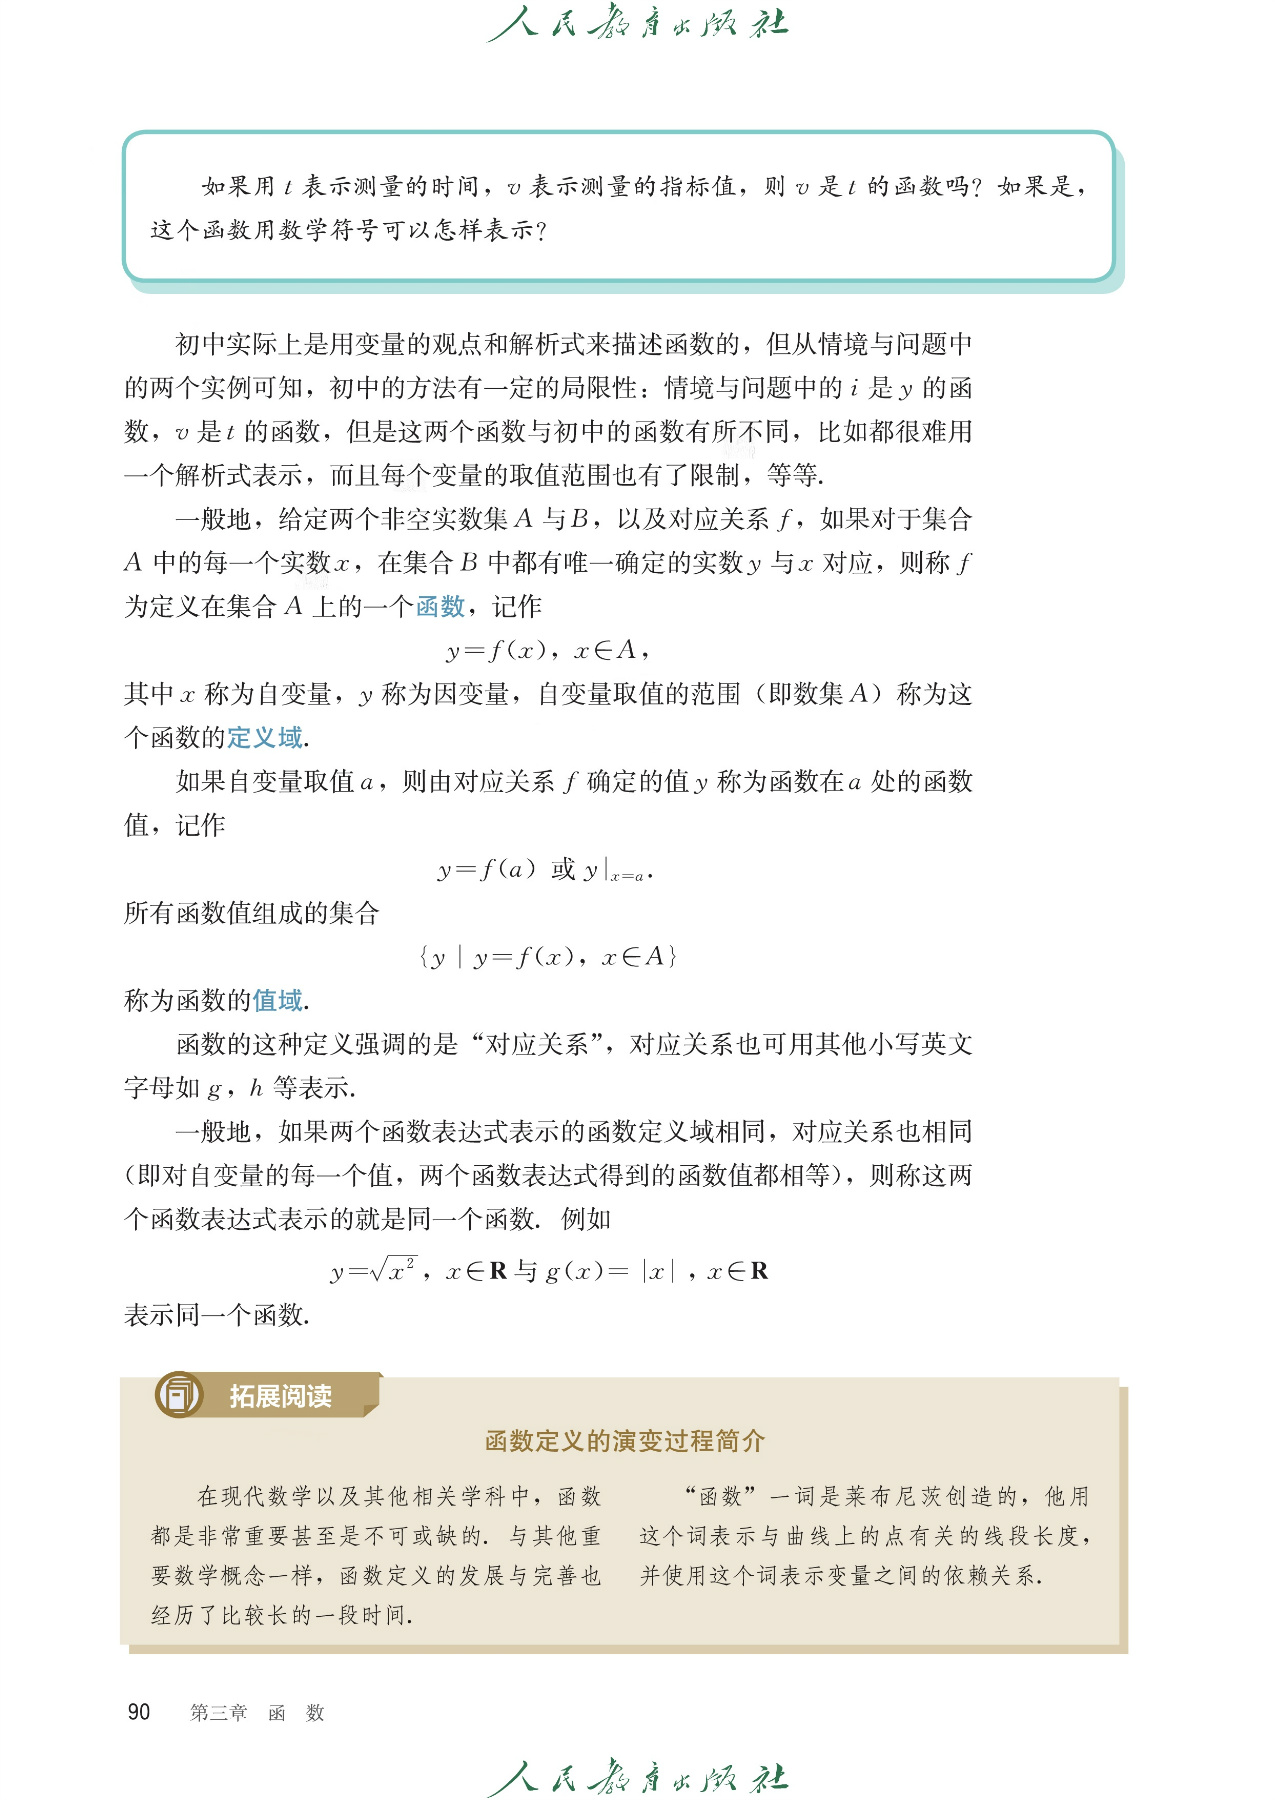 人民教育出版社
如果用 t 表示测量的时间，v 表示测量的指标值，则 v 是 t 的函数吗？如果是，
这个函数用数学符号可以怎样表示？
初中实际上是用变量的观点和解析式来描述函数的，但从情境与问题中
的两个实例可知，初中的方法有一定的局限性：情境与问题中的 i 是 y 的函
数，v 是 t 的函数，但是这两个函数与初中的函数有所不同，比如都很难用
一个解析式表示，而且每个变量的取值范围也有了限制，等等.
一般地，给定两个非空实数集 A 与 B，以及对应关系 f，如果对于集合
A 中的每一个实数 x，在集合 B 中都有唯一确定的实数 y 与 x 对应，则称 f
为定义在集合 A 上的一个函数，记作
y=f(x)，x∈A，
其中 x 称为自变量，y 称为因变量，自变量取值的范围（即数集 A）称为这
个函数的定义域.
如果自变量取值 a，则由对应关系 f 确定的值 y 称为函数在 a 处的函数
值，记作
y=f(a) 或 y|ₓ₌ₐ.
所有函数值组成的集合
{y | y=f(x)，x∈A}
称为函数的值域.
函数的这种定义强调的是“对应关系”，对应关系也可用其他小写英文
字母如 g，h 等表示.
一般地，如果两个函数表达式表示的函数定义域相同，对应关系也相同
（即对自变量的每一个值，两个函数表达式得到的函数值都相等），则称这两
个函数表达式表示的就是同一个函数. 例如
y=√x²，x∈R 与 g(x)= |x|，x∈R
表示同一个函数.
拓展阅读
函数定义的演变过程简介
在现代数学以及其他相关学科中，函数
都是非常重要甚至是不可或缺的. 与其他重
要数学概念一样，函数定义的发展与完善也
经历了比较长的一段时间.
“函数”一词是莱布尼茨创造的，他用
这个词表示与曲线上的点有关的线段长度，
并使用这个词表示变量之间的依赖关系.
90 第三章 函 数
人民教育出版社